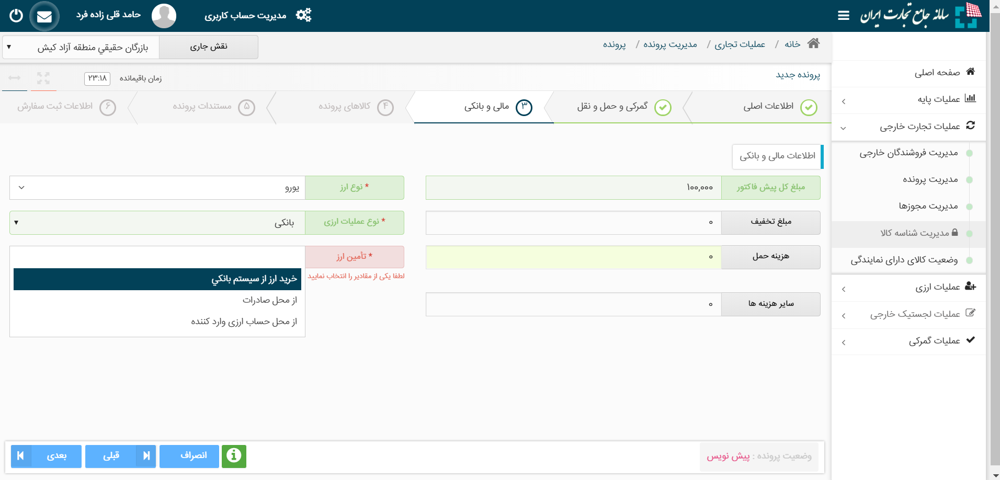 سامانه جامع تجارت ایران
مدیریت حساب کاربری
حامد قلی زاده فرد
خانه / عملیات تجاری / مدیریت پرونده / پرونده
نقش جاری
بازرگان حقيقي منطقه آزاد کیش
پرونده جدید
زمان باقیمانده
۲۳:۱۸
اطلاعات اصلی
گمرکی و حمل و نقل
۳ مالی و بانکی
۴ کالاهای پرونده
۵ مستندات پرونده
۶ اطلاعات ثبت سفارش
صفحه اصلی
عملیات پایه
عملیات تجارت خارجی
مدیریت فروشندگان خارجی
مدیریت پرونده
مدیریت مجوزها
مدیریت شناسه کالا
وضعیت کالای دارای نمایندگی
عملیات ارزی
عملیات لجستیک خارجی
عملیات گمرکی
اطلاعات مالی و بانکی
مبلغ کل پیش فاکتور
۱۰۰,۰۰۰
* نوع ارز
یورو
مبلغ تخفیف
۰
* نوع عملیات ارزی
بانکی
هزینه حمل
۰
* تأمین ارز
لطفا یکی از مقادیر را انتخاب نمایید
خرید ارز از سیستم بانکي
از محل صادرات
از محل حساب ارزی وارد کننده
سایر هزینه ها
۰
وضعیت پرونده : پیش نویس
انصراف
قبلی
بعدی